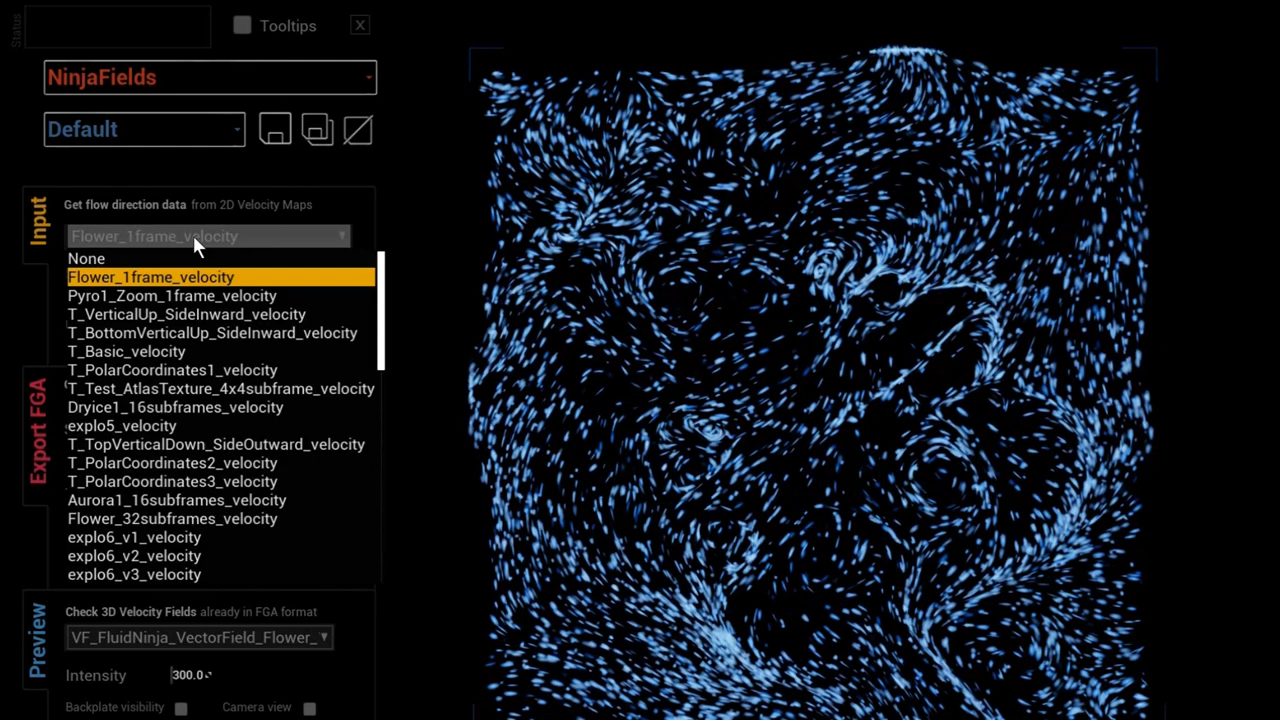 Status
Tooltips
X
NinjaFields
Default
Input
Get flow direction data from 2D Velocity Maps
Flower_1frame_velocity
None
Flower_1frame_velocity
Pyro1_Zoom_1frame_velocity
T_VerticalUp_SideInward_velocity
T_BottomVerticalUp_SideInward_velocity
T_Basic_velocity
T_PolarCoordinates1_velocity
T_Test_AtlasTexture_4x4subframe_velocity
Dryice1_16subframes_velocity
explo5_velocity
T_TopVerticalDown_SideOutward_velocity
T_PolarCoordinates2_velocity
T_PolarCoordinates3_velocity
Aurora1_16subframes_velocity
Flower_32subframes_velocity
explo6_v1_velocity
explo6_v2_velocity
explo6_v3_velocity
Export FGA
Preview
Check 3D Velocity Fields already in FGA format
VF_FluidNinja_VectorField_Flower_
Intensity 300.0
Backplate visibility Camera view